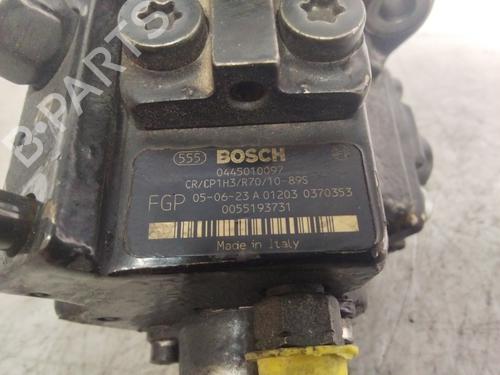 B-PARTS
555 BOSCH
0445010097
CR/CP1H3/R70/10-89S
FGP 05-06-23 A 01203 0370353
0055193731
Made in Italy